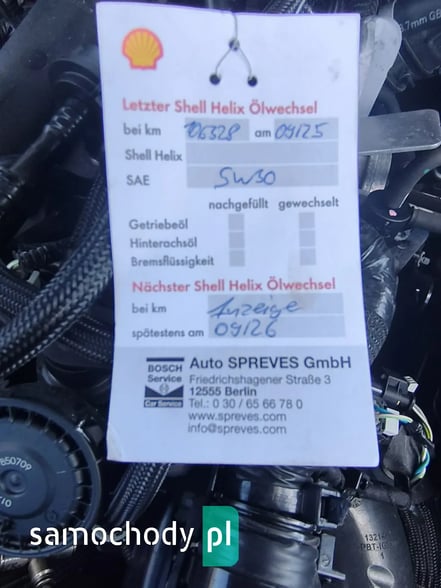 7mm GB
Letzter Shell Helix Ölwechsel
bei km 106328 am 09/25
Shell Helix
SAE 5W30
nachgefüllt gewechselt
Getriebeöl
Hinterachsöl
Bremsflüssigkeit
Nächster Shell Helix Ölwechsel
bei km Anzeige
spätestens am 09/26
BOSCH
Service
Car Service
Auto SPREVES GmbH
Friedrichshagener Straße 3
12555 Berlin
Tel.: 0 30 / 65 66 78 0
www.spreves.com
info@spreves.com
850709
samochody.pl